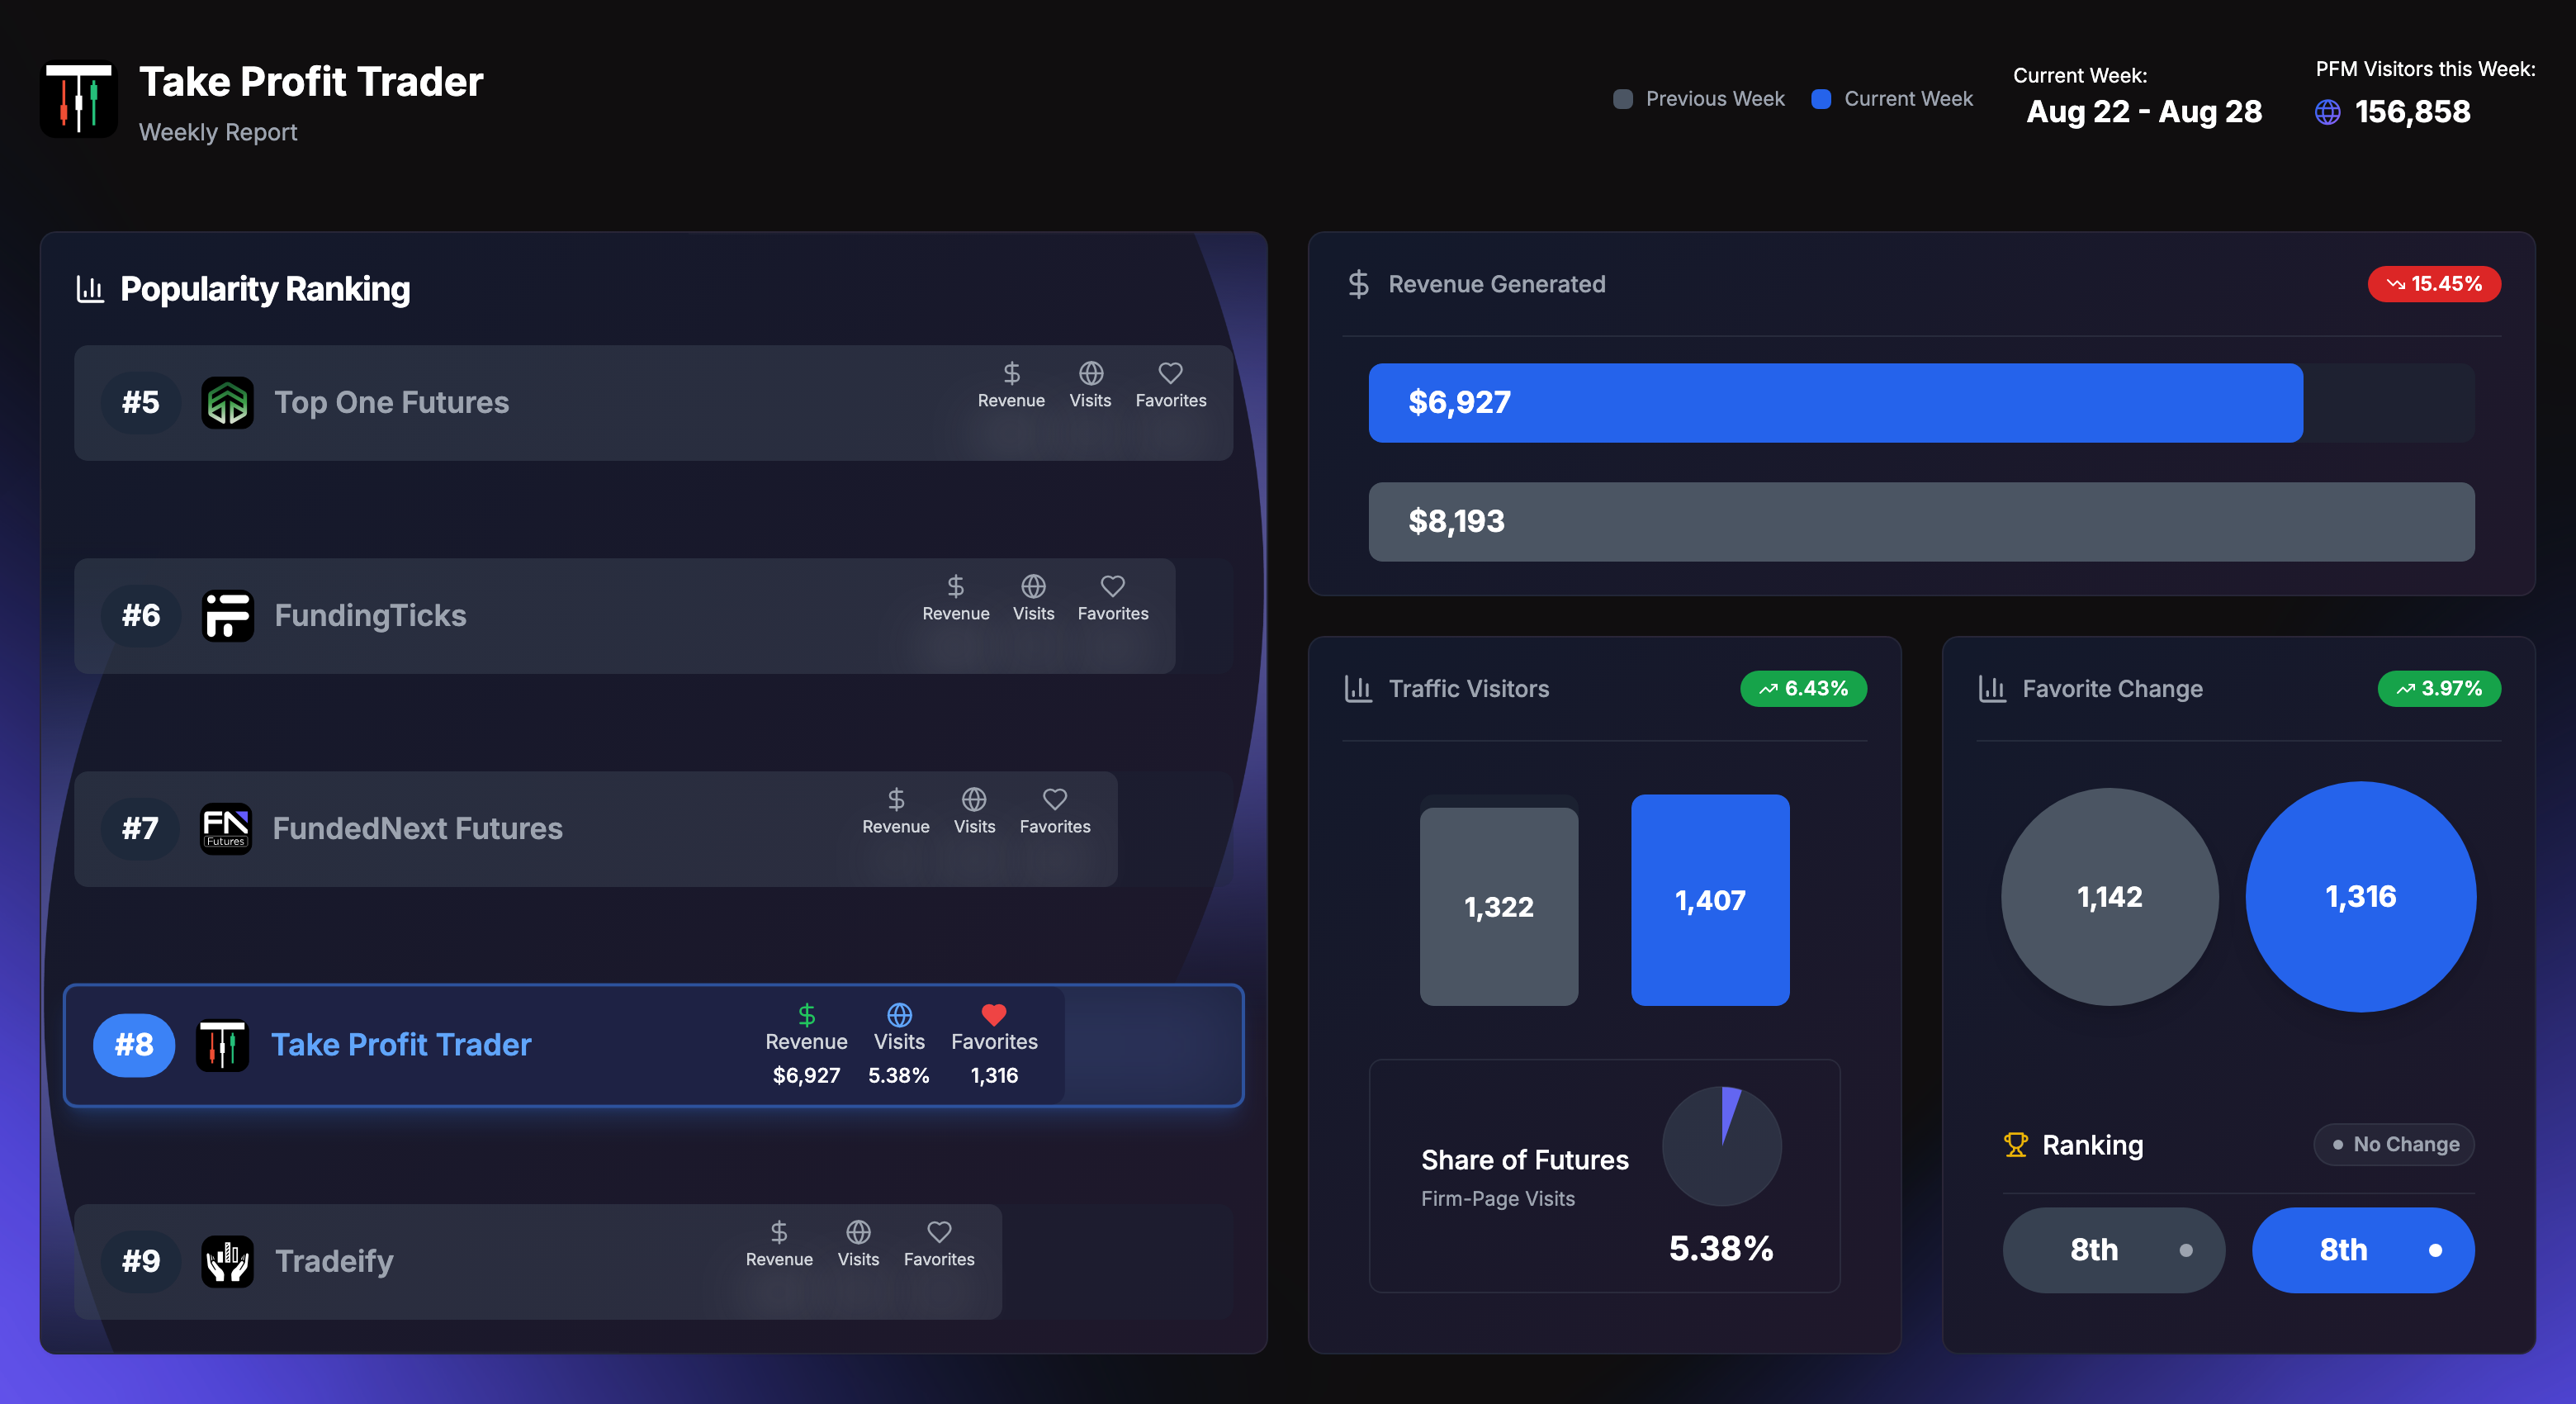 Take Profit Trader
Weekly Report
Previous Week
Current Week
Current Week:
Aug 22 - Aug 28
PFM Visitors this Week:
156,858
Popularity Ranking
#5
Top One Futures
Revenue Visits Favorites
#6
FundingTicks
Revenue Visits Favorites
#7
FN
Futures
FundedNext Futures
Revenue Visits Favorites
#8
Take Profit Trader
Revenue Visits Favorites
$6,927 5.38% 1,316
#9
Tradeify
Revenue Visits Favorites
Revenue Generated
15.45%
$6,927
$8,193
Traffic Visitors
6.43%
1,322
1,407
Share of Futures
Firm-Page Visits
5.38%
Favorite Change
3.97%
1,142
1,316
Ranking
No Change
8th
8th